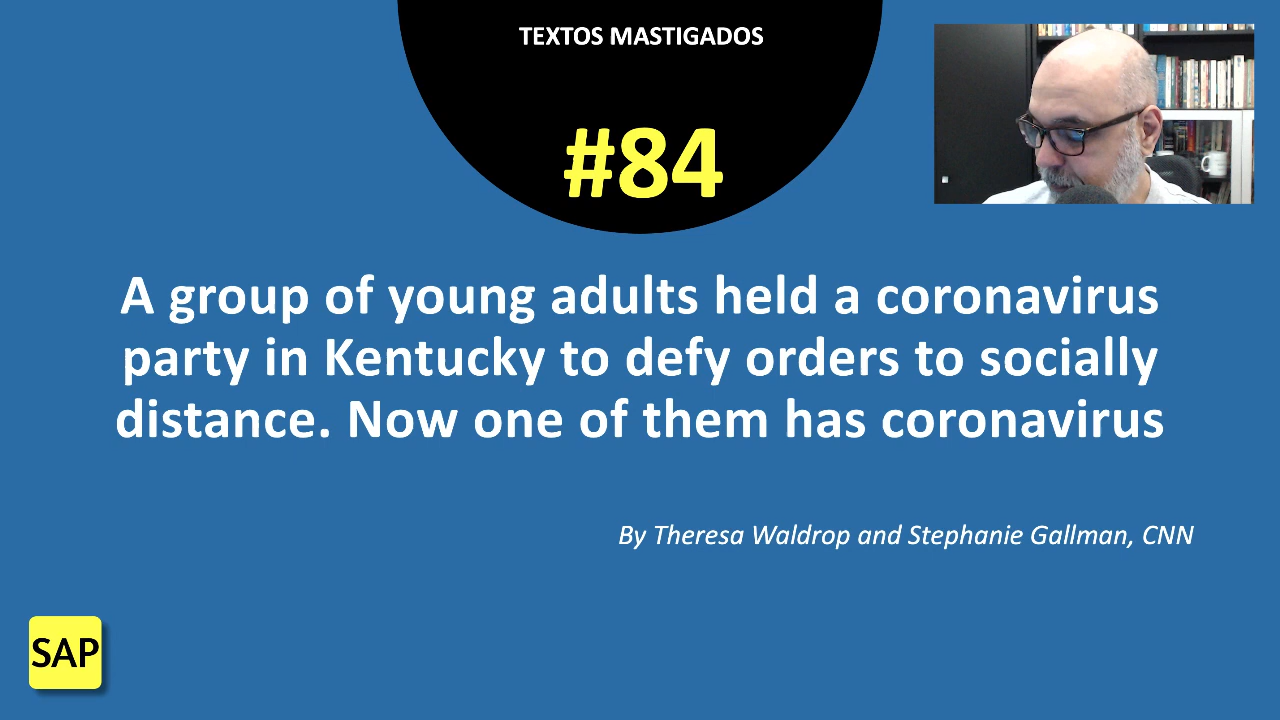 TEXTOS MASTIGADOS
#84
A group of young adults held a coronavirus
party in Kentucky to defy orders to socially
distance. Now one of them has coronavirus
By Theresa Waldrop and Stephanie Gallman, CNN
SAP